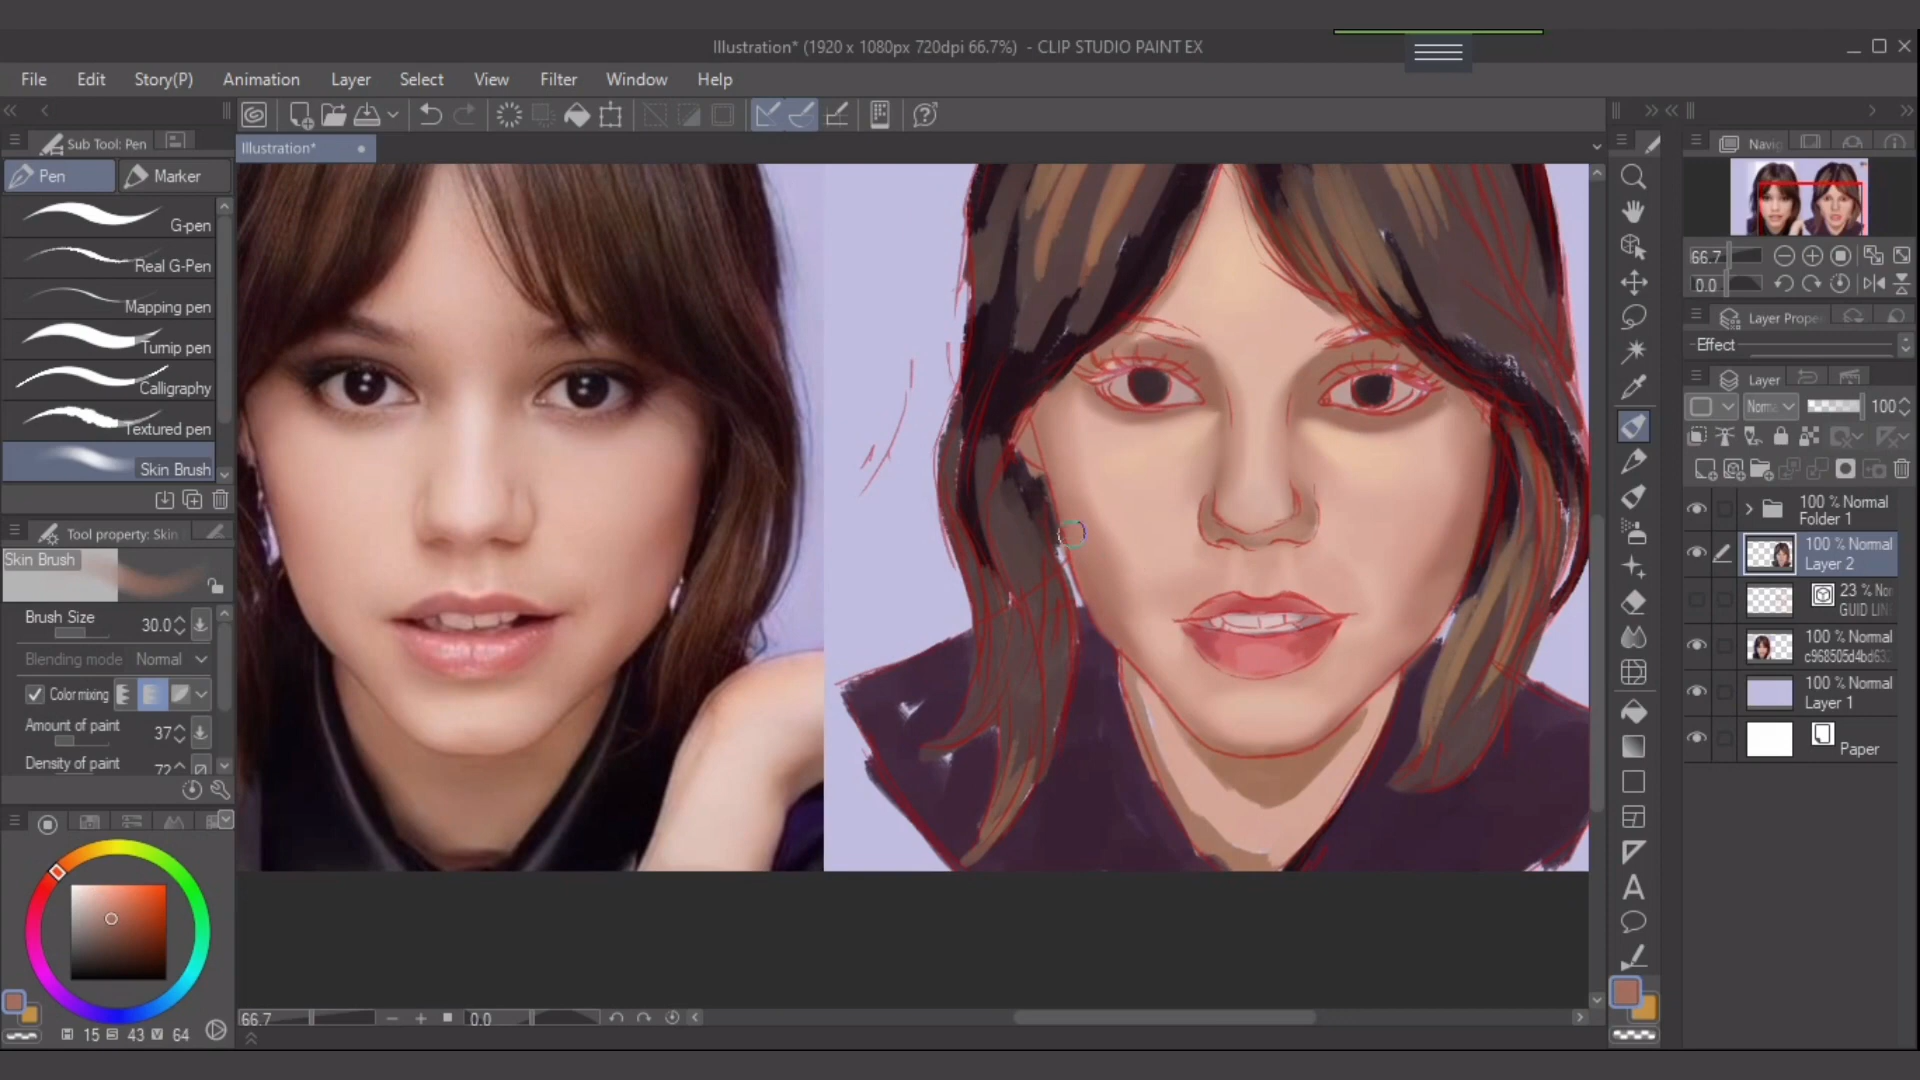 Illustration* (1920 x 1080px 720dpi 66.7%) - CLIP STUDIO PAINT EX
File Edit Story(P) Animation Layer Select View Filter Window Help
Sub Tool: Pen
Illustration*
Pen Marker
G-pen
Real G-Pen
Mapping pen
Turnip pen
Calligraphy
Textured pen
Skin Brush
Tool property: Skin
Skin Brush
Brush Size 30.0
Blending mode Normal
Color mixing
Amount of paint 37
Density of paint 72
H 15 S 43 V 64
66.7 0.0
Navig
66.7
0.0
Layer Prope
Effect
Layer
Norm 100
100 % Normal
Folder 1
100 % Normal
Layer 2
23 % Nor
GUID LIN
100 % Normal
c968505d4bd632
100 % Normal
Layer 1
Paper